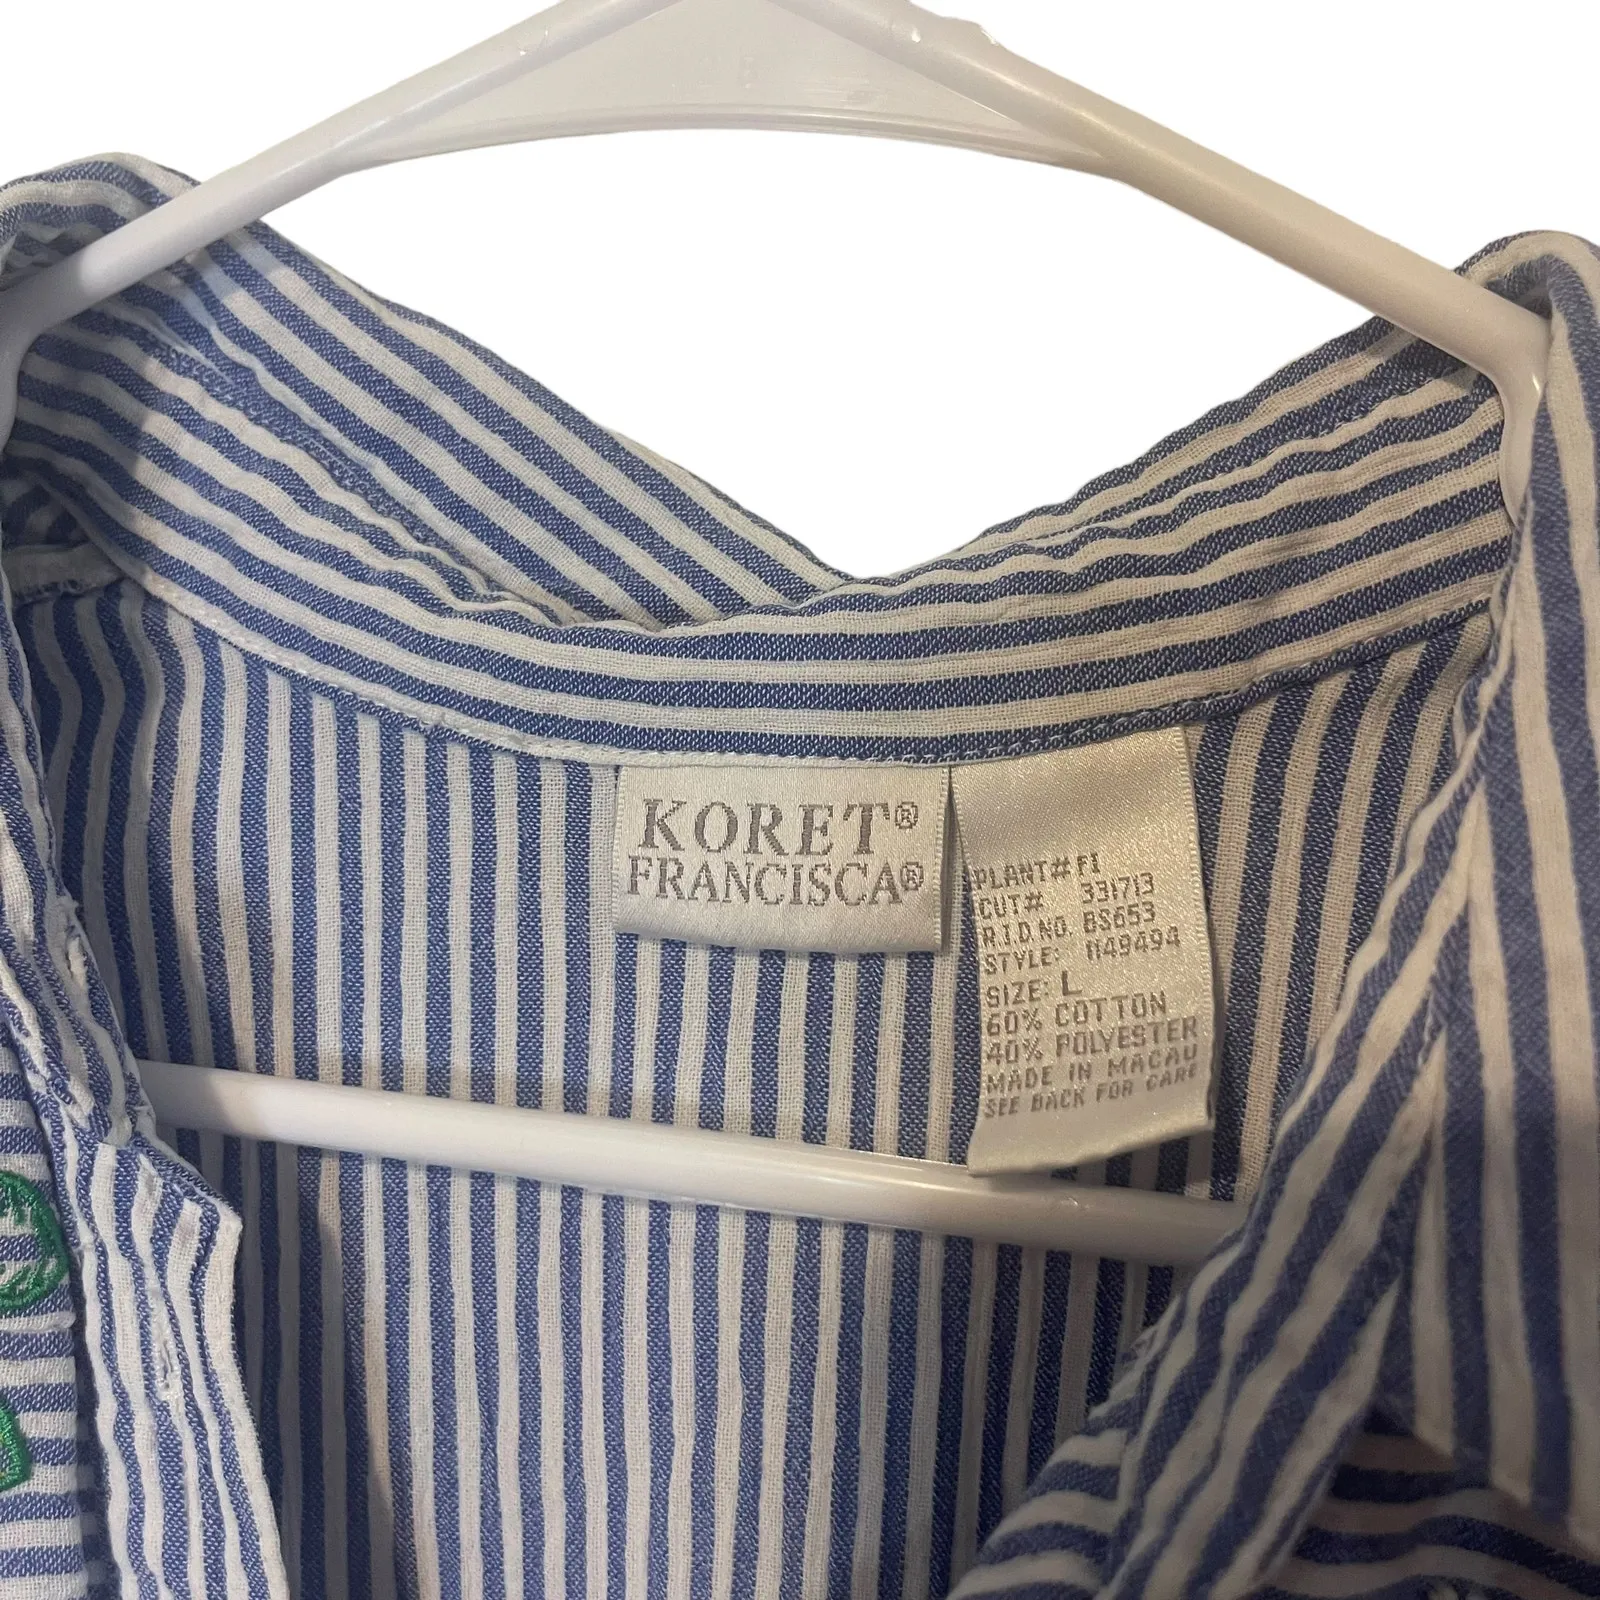 KORET®
FRANCISCA®
PLANT# FI
CUT# 331713
R.I.D.NO. BS653
STYLE: 1149494
SIZE: L
60% COTTON
40% POLYESTER
MADE IN MACAU
SEE BACK FOR CARE